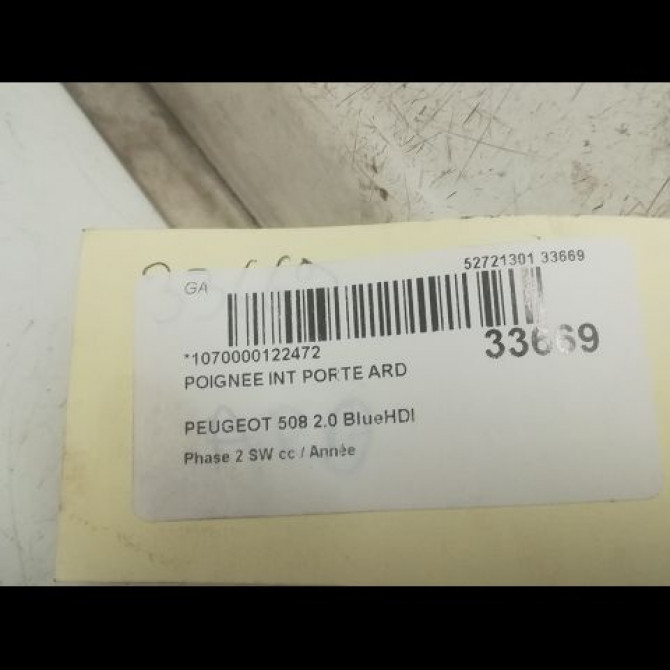 52721301 33669
GA
*1070000122472
33669
POIGNEE INT PORTE ARD
PEUGEOT 508 2.0 BlueHDI
Phase 2 SW cc / Année